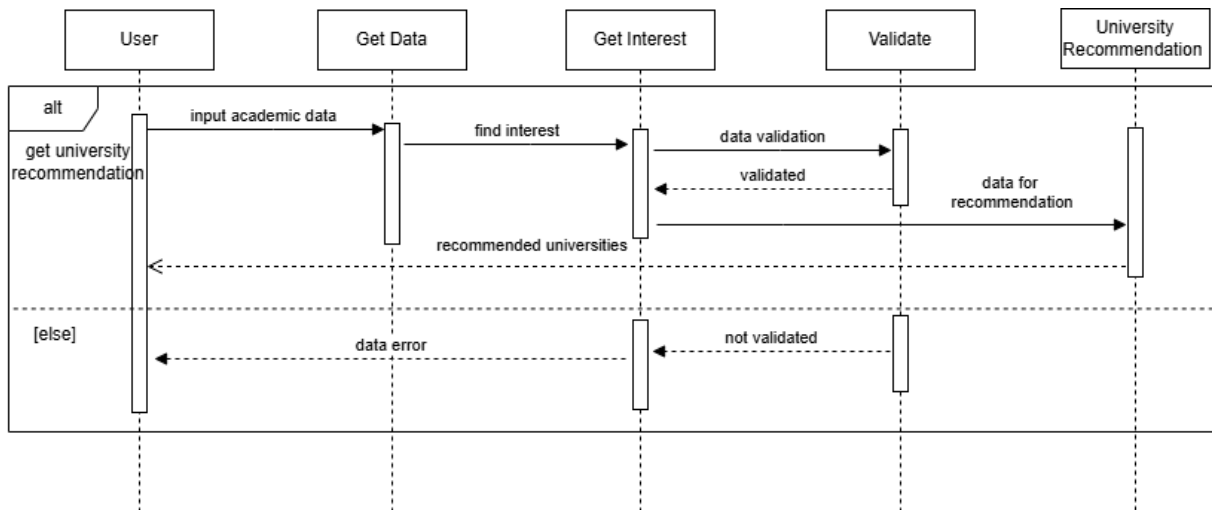 User
Get Data
Get Interest
Validate
University
Recommendation
alt
get university
recommendation
input academic data
find interest
data validation
validated
data for
recommendation
recommended universities
[else]
not validated
data error